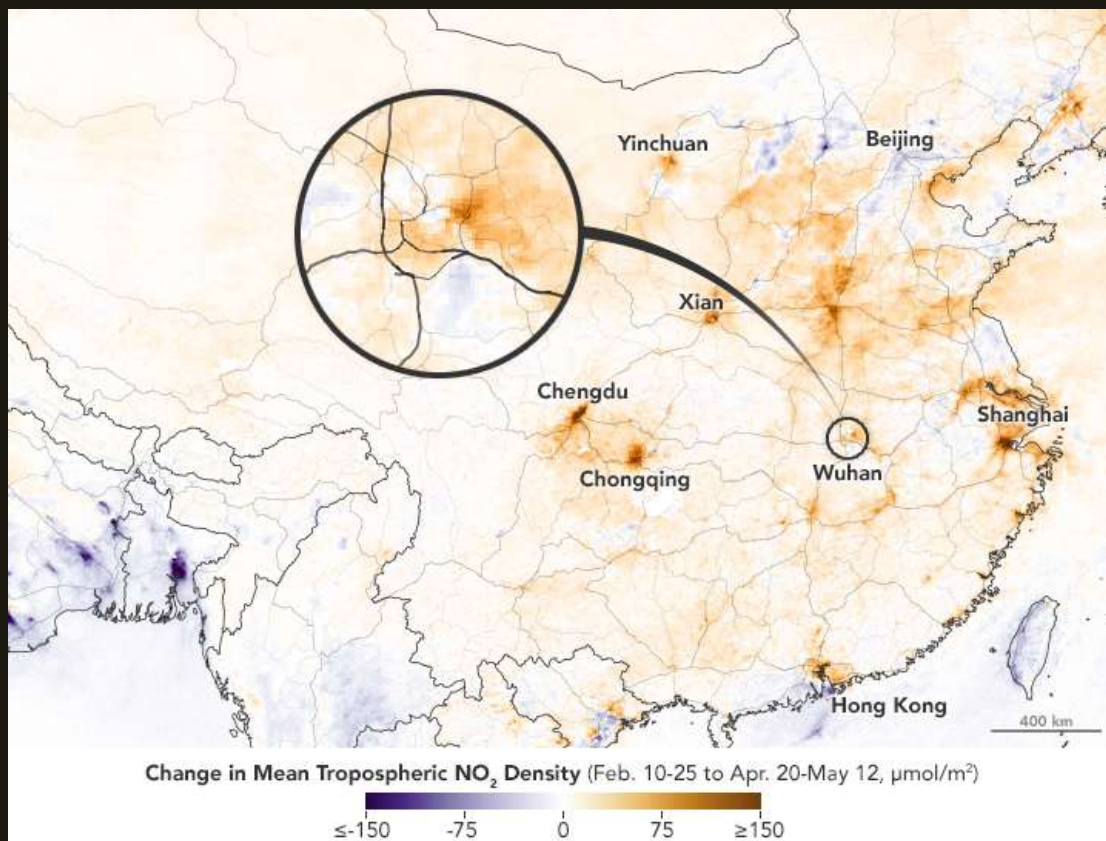 Yinchuan
Beijing
Xian
Chengdu
Shanghai
Chongqing
Wuhan
Hong Kong
400 km
Change in Mean Tropospheric NO₂ Density (Feb. 10-25 to Apr. 20-May 12, μmol/m²)
≤-150 -75 0 75 ≥150